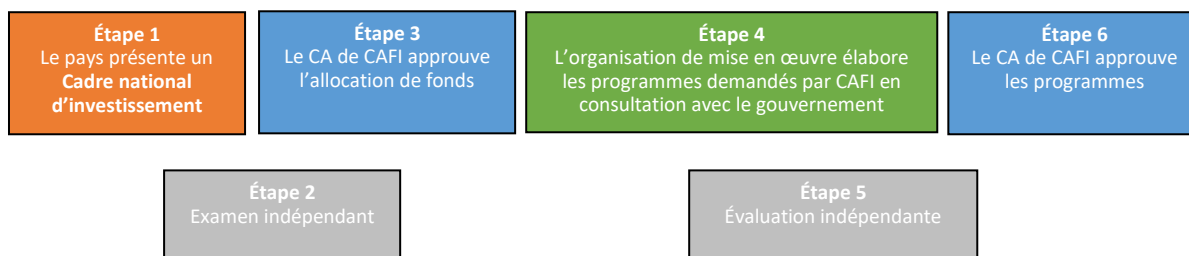 Étape 1
Le pays présente un
Cadre national
d'investissement
Étape 3
Le CA de CAFI approuve
l'allocation de fonds
Étape 4
L'organisation de mise en œuvre élabore
les programmes demandés par CAFI en
consultation avec le gouvernement
Étape 6
Le CA de CAFI approuve
les programmes
Étape 2
Examen indépendant
Étape 5
Évaluation indépendante